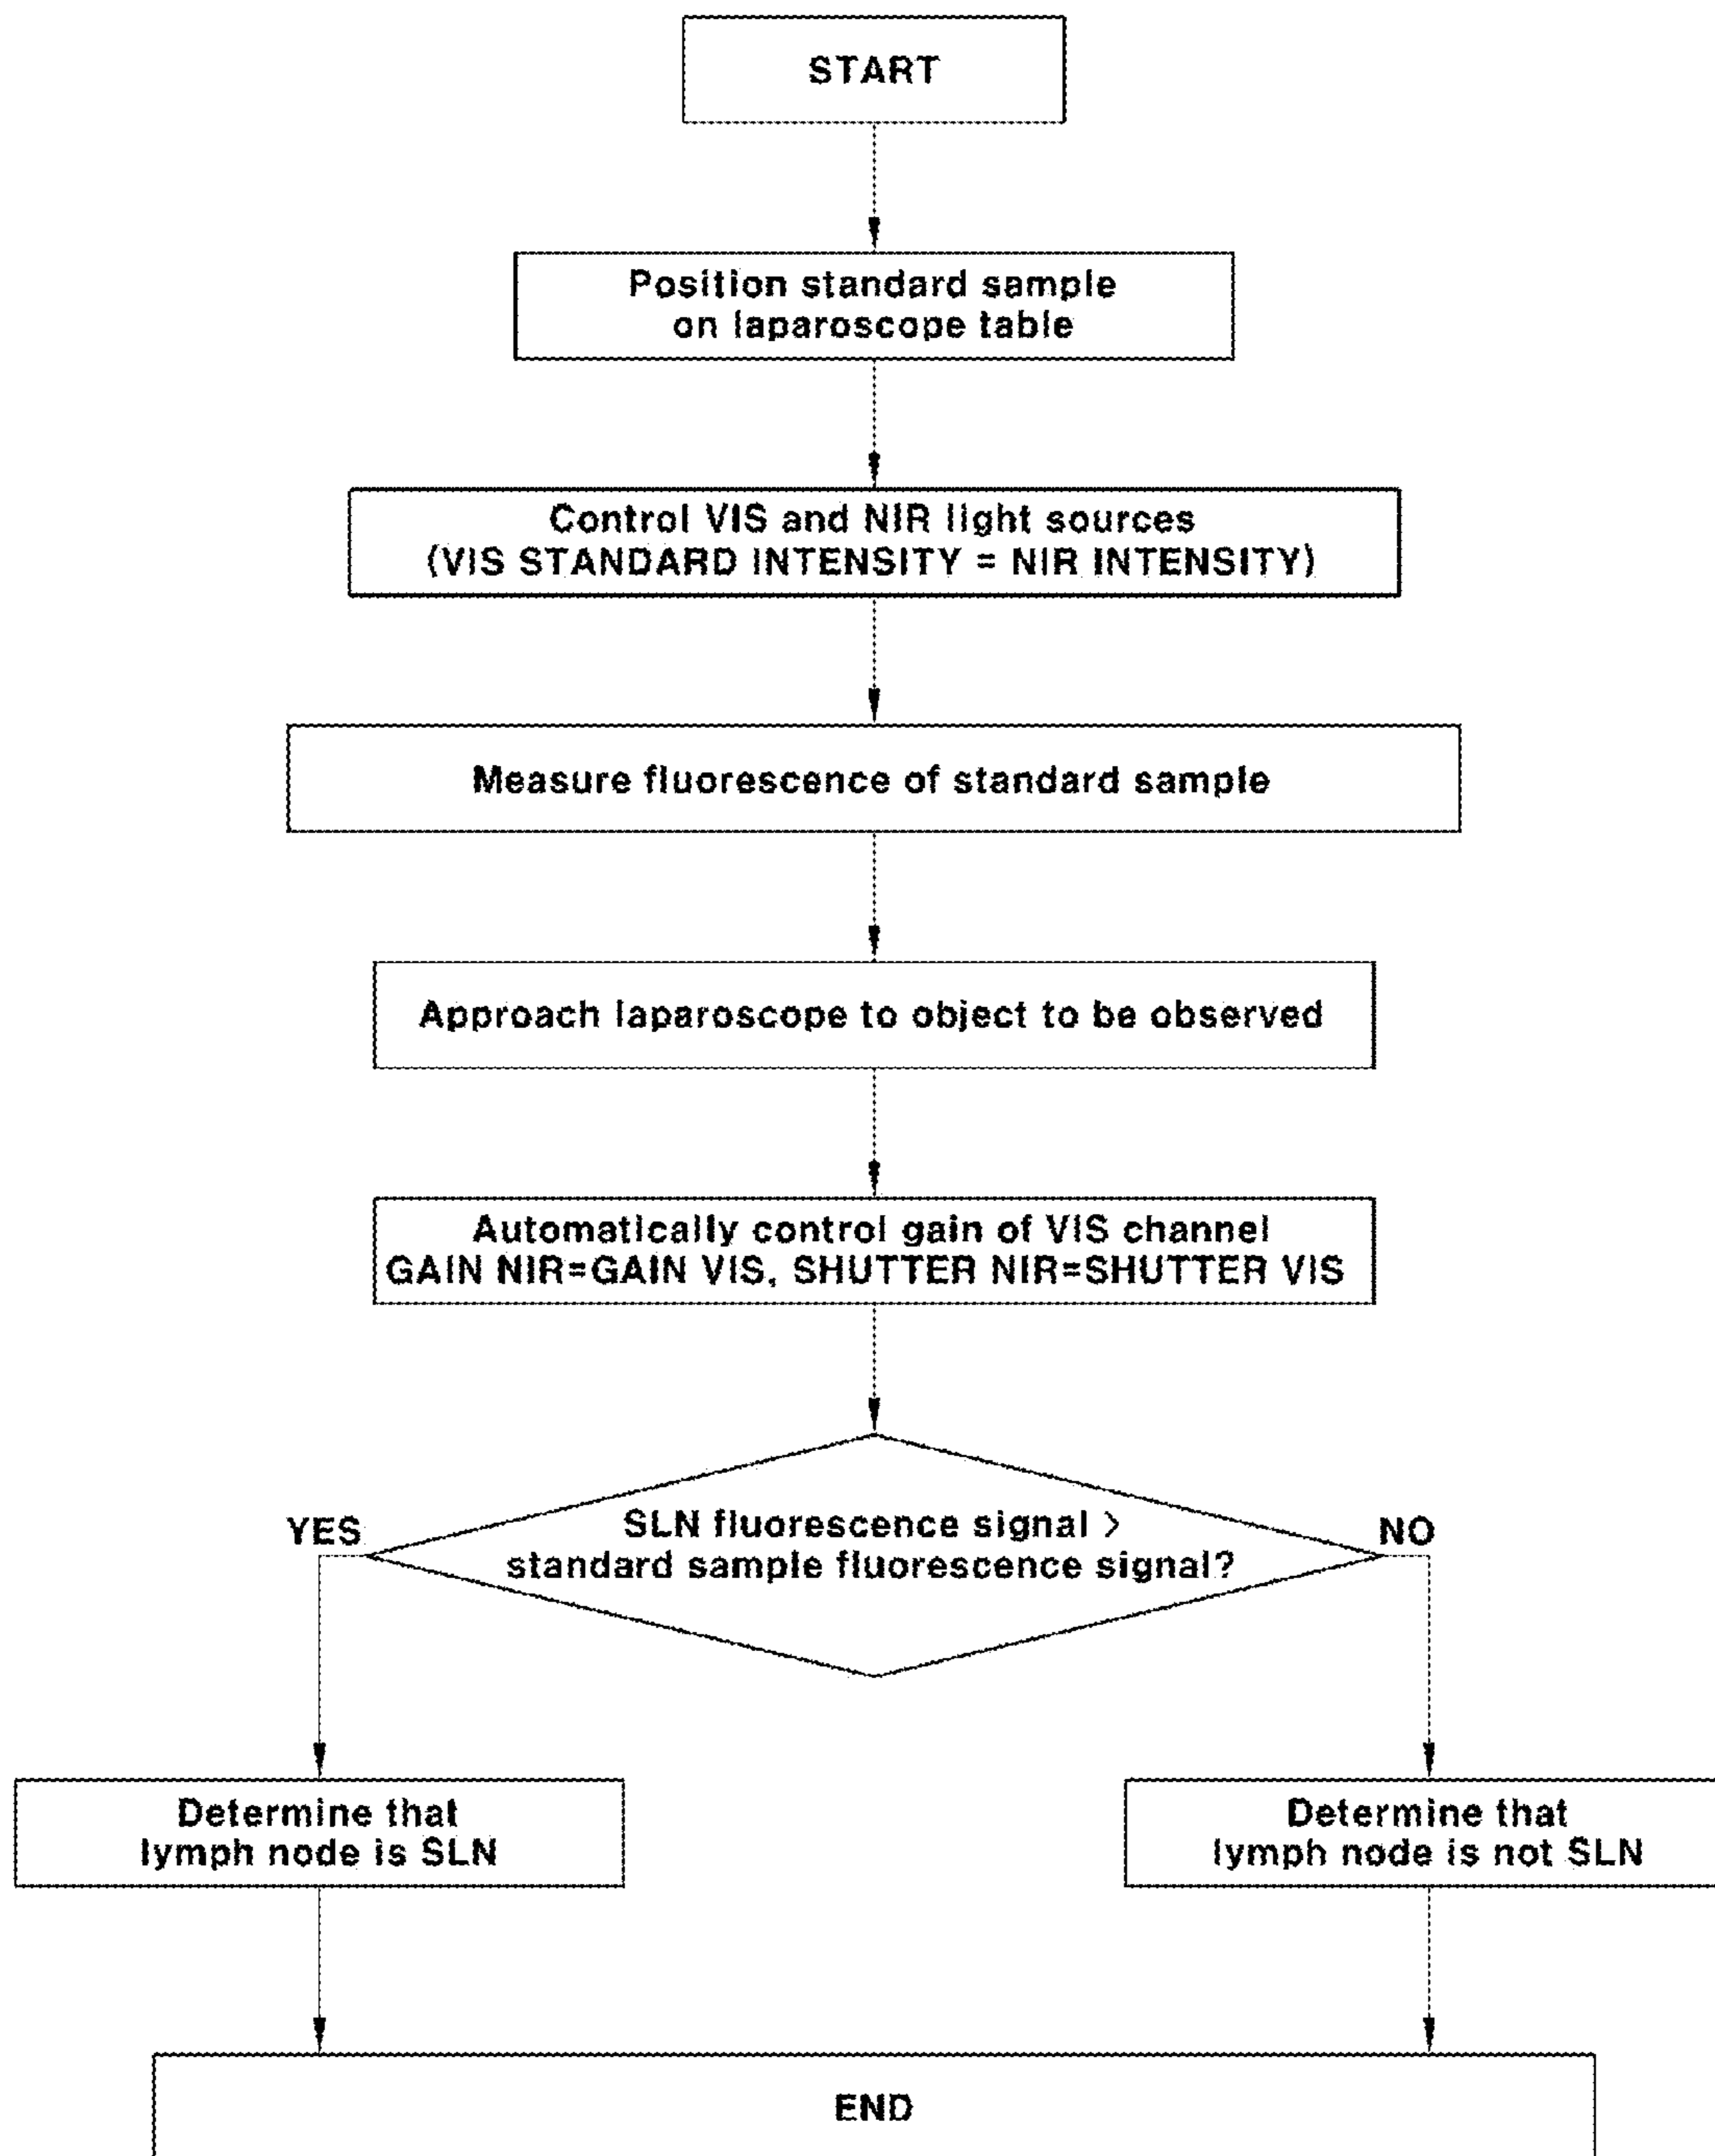 START
Position standard sample
on laparoscope table
Control VIS and NIR light sources
(VIS STANDARD INTENSITY = NIR INTENSITY)
Measure fluorescence of standard sample
Approach laparoscope to object to be observed
Automatically control gain of VIS channel
GAIN NIR=GAIN VIS, SHUTTER NIR=SHUTTER VIS
SLN fluorescence signal >
standard sample fluorescence signal?
YES
NO
Determine that
lymph node is SLN
Determine that
lymph node is not SLN
END